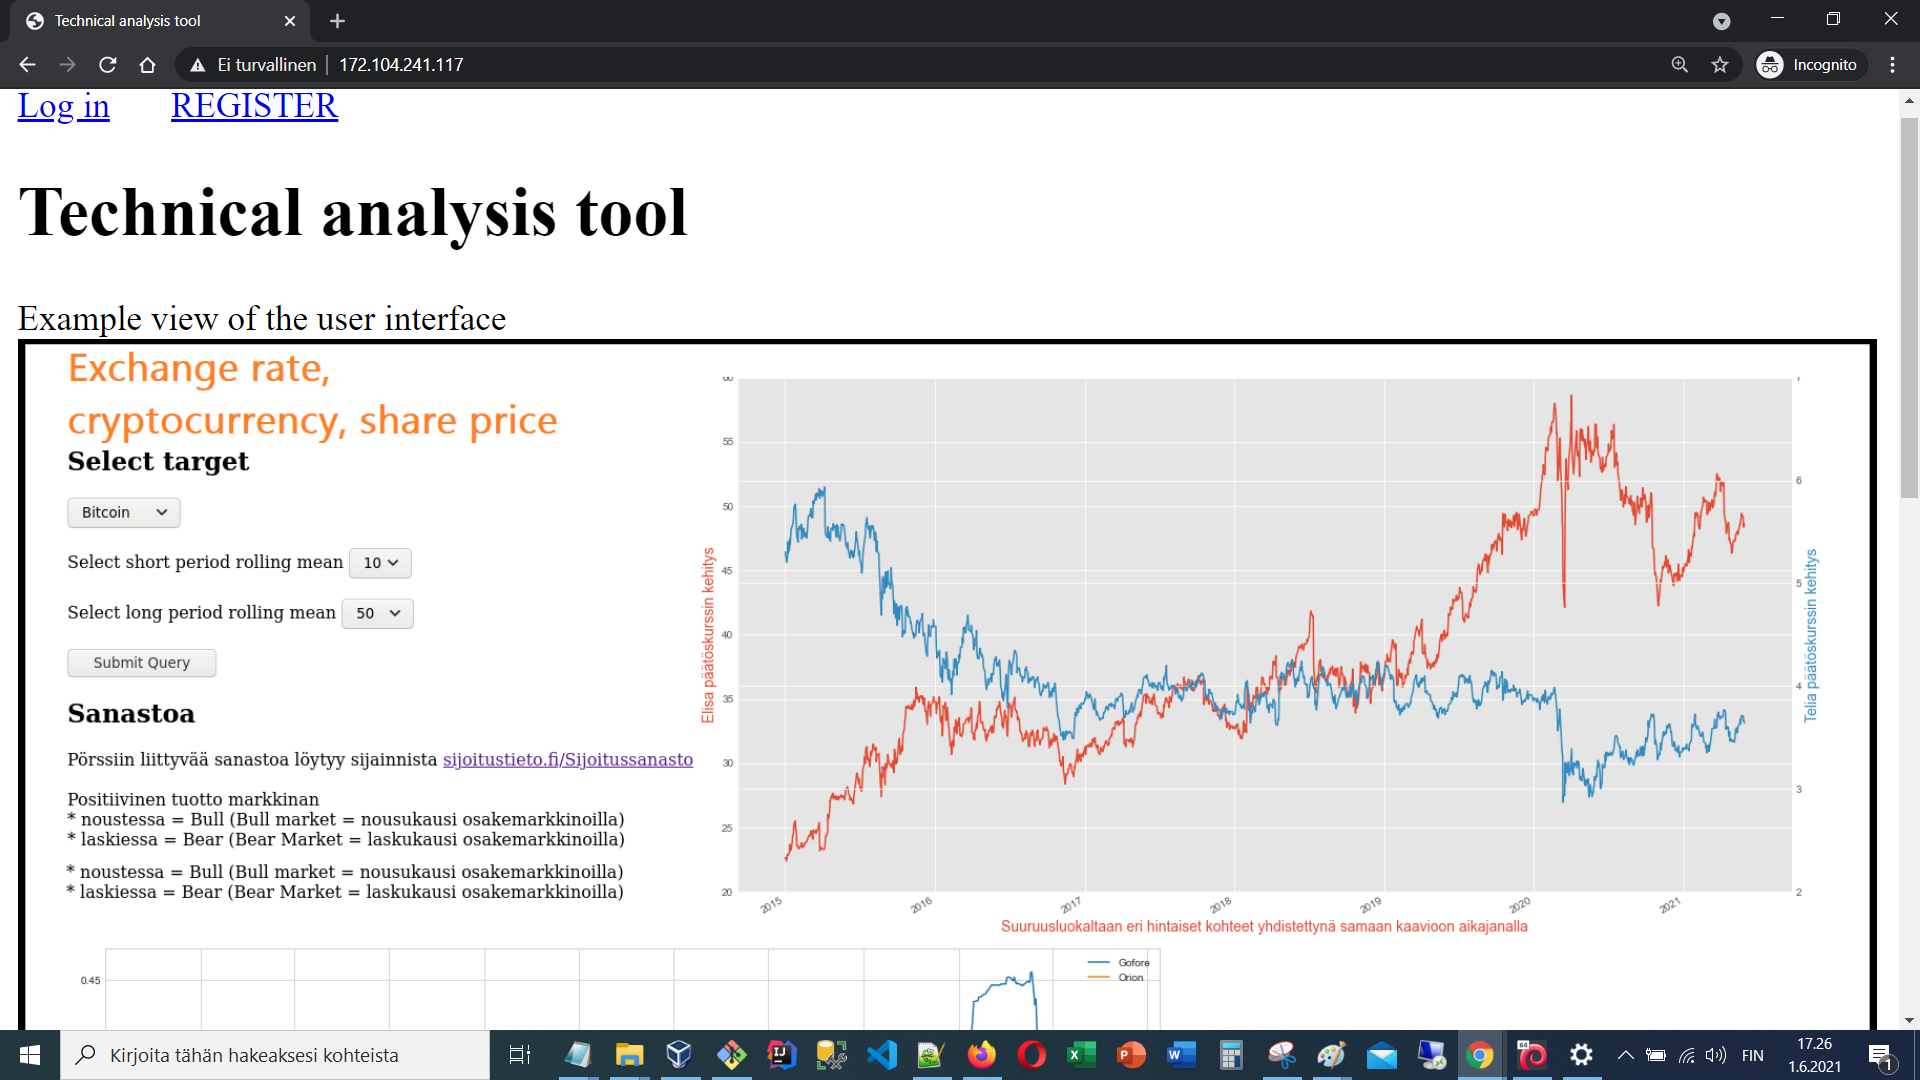 Technical analysis tool
Ei turvallinen
172.104.241.117
Incognito
Log in
REGISTER
Technical analysis tool
Example view of the user interface
Exchange rate,
cryptocurrency, share price
Select target
Bitcoin
Select short period rolling mean 10
Select long period rolling mean 50
Submit Query
Sanastoa
Pörssiin liittyvää sanastoa löytyy sijainnista sijoitustieto.fi/Sijoitussanasto
Positiivinen tuotto markkinan
* noustessa = Bull (Bull market = nousukausi osakemarkkinoilla)
* laskiessa = Bear (Bear Market = laskukausi osakemarkkinoilla)
* noustessa = Bull (Bull market = nousukausi osakemarkkinoilla)
* laskiessa = Bear (Bear Market = laskukausi osakemarkkinoilla)
Elisa päätöskurssin kehitys
60
55
50
45
40
35
30
25
20
7
6
5
4
3
2
Telia päätöskurssin kehitys
2015
2016
2017
2018
2019
2020
2021
Suuruusluokaltaan eri hintaiset kohteet yhdistettynä samaan kaavioon aikajanalla
0.45
Gofore
Orion
Kirjoita tähän hakeaksesi kohteista
64
FIN
17.26
1.6.2021
1